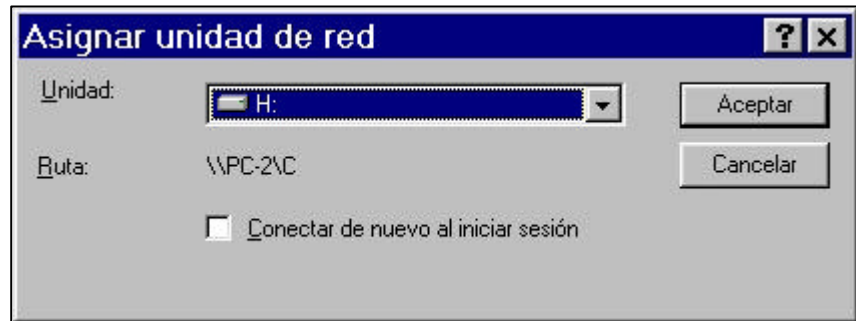 Asignar unidad de red
Unidad:
H:
Aceptar
Ruta:
\\PC-2\C
Cancelar
Conectar de nuevo al iniciar sesión